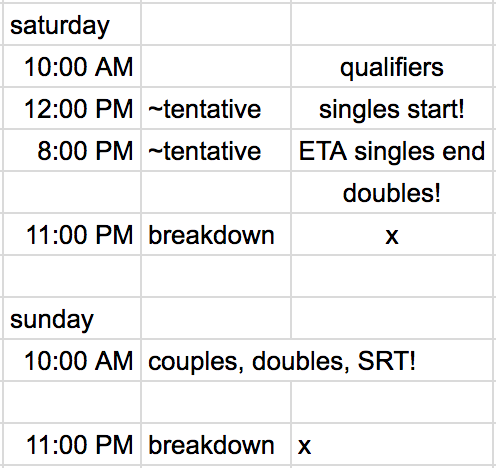 saturday
10:00 AM qualifiers
12:00 PM ~tentative singles start!
8:00 PM ~tentative ETA singles end
doubles!
11:00 PM breakdown x
sunday
10:00 AM couples, doubles, SRT!
11:00 PM breakdown x